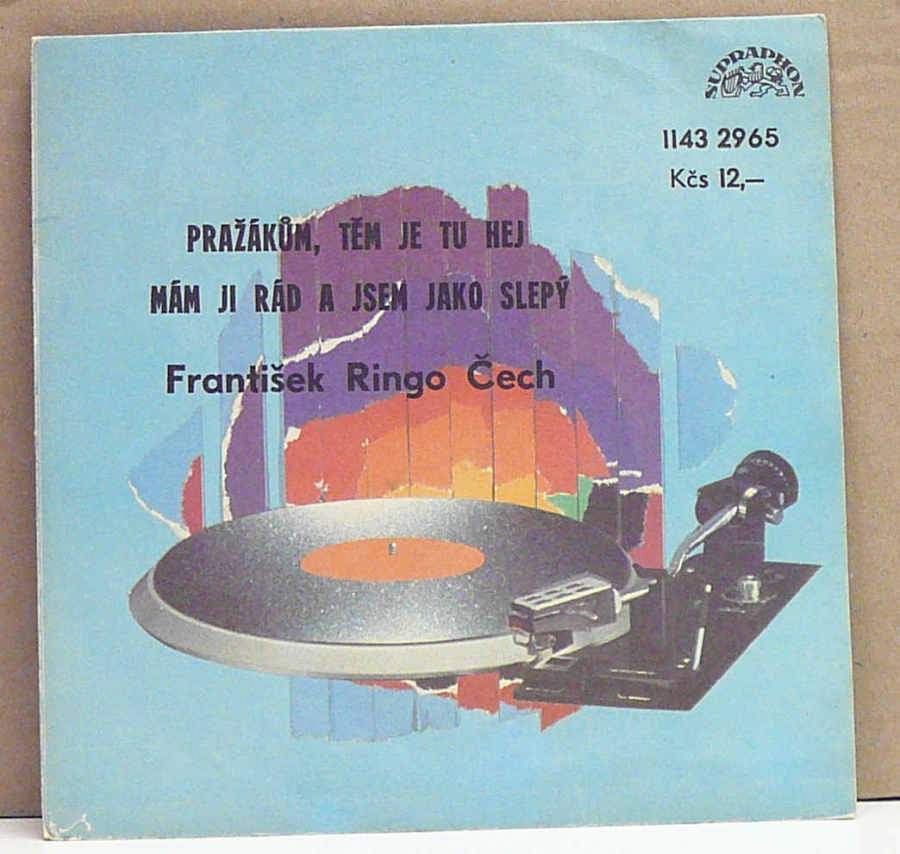 SUPRAPHON
1143 2965
Kčs 12,—
PRAŽÁKŮM, TĚM JE TU HEJ
MÁM JI RÁD A JSEM JAKO SLEPÝ
František Ringo Čech